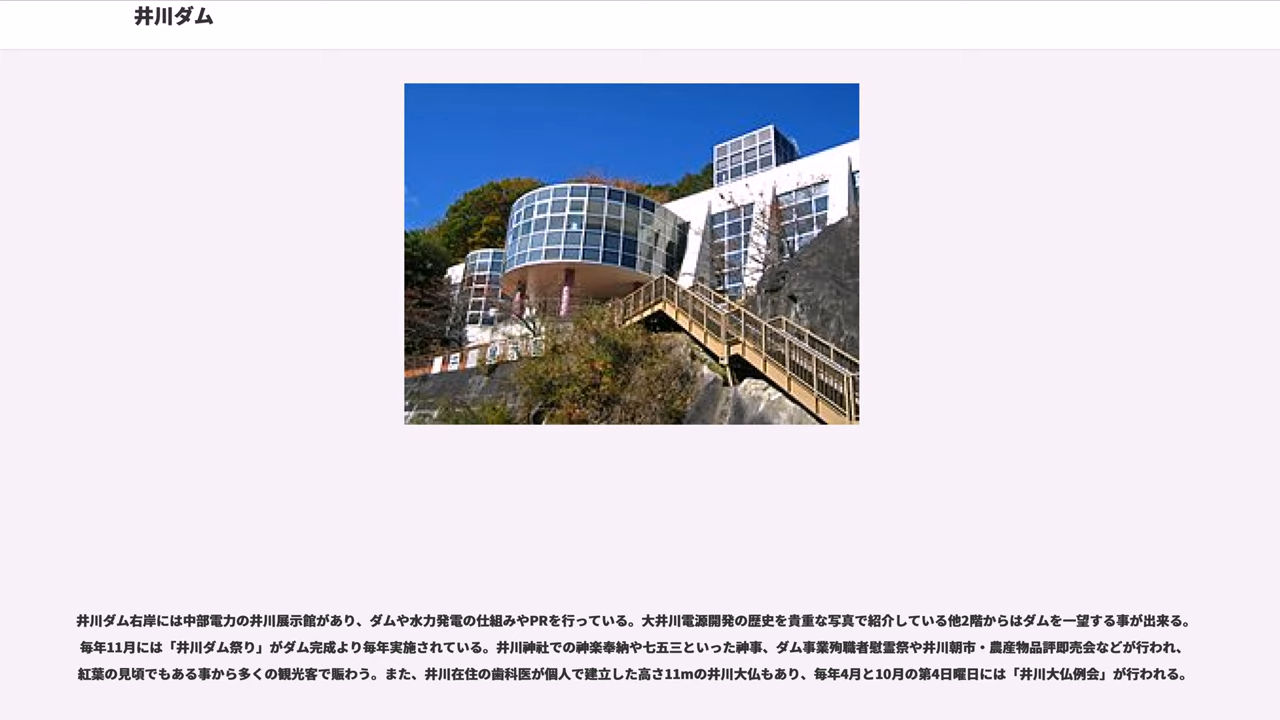 井川ダム
井川ダム右岸には中部電力の井川展示館があり、ダムや水力発電の仕組みやPRを行っている。大井川電源開発の歴史を貴重な写真で紹介している他2階からはダムを一望する事が出来る。
毎年11月には「井川ダム祭り」がダム完成より毎年実施されている。井川神社での神楽奉納や七五三といった神事、ダム事業殉職者慰霊祭や井川朝市・農産物品評即売会などが行われ、
紅葉の見頃でもある事から多くの観光客で賑わう。また、井川在住の歯科医が個人で建立した高さ11mの井川大仏もあり、毎年4月と10月の第4日曜日には「井川大仏例会」が行われる。